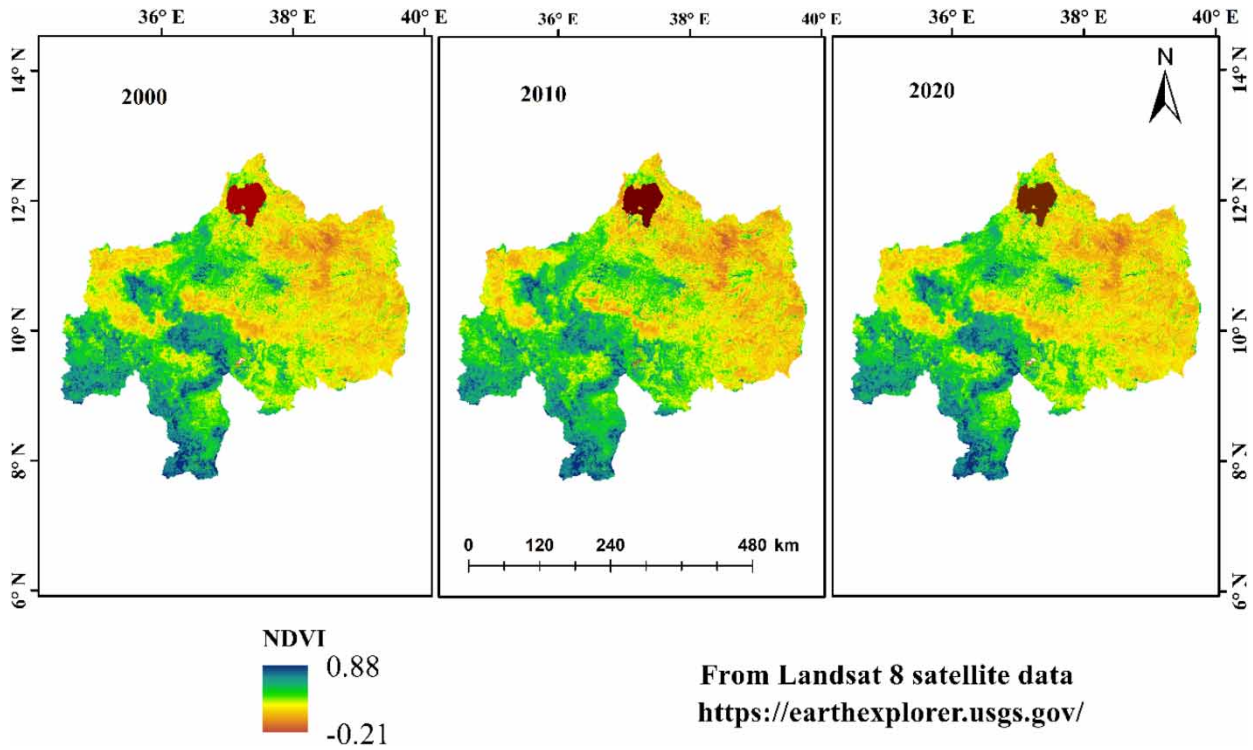 36° E 38° E 40° E 36° E 38° E 40° E 36° E 38° E 40° E
14° N 14° N
N
2000 2010 2020
12° N 12° N
10° N 10° N
8° N 8° N
0 120 240 480 km
6° N 6° N
NDVI
0.88
-0.21
From Landsat 8 satellite data
https://earthexplorer.usgs.gov/